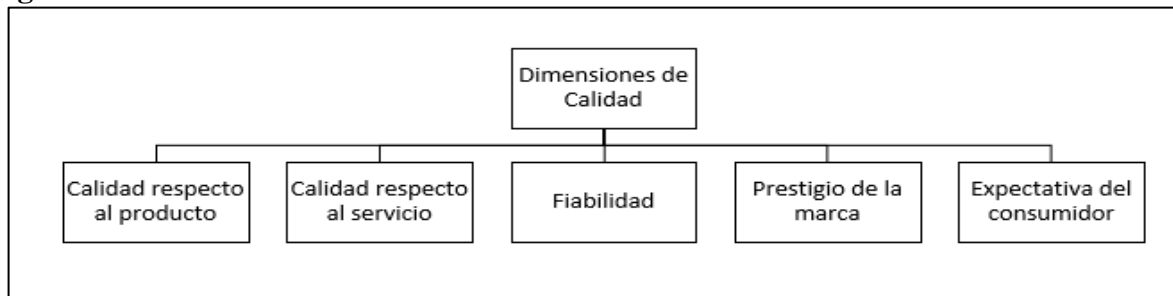 Dimensiones de
Calidad
Calidad respecto
al producto
Calidad respecto
al servicio
Fiabilidad
Prestigio de la
marca
Expectativa del
consumidor